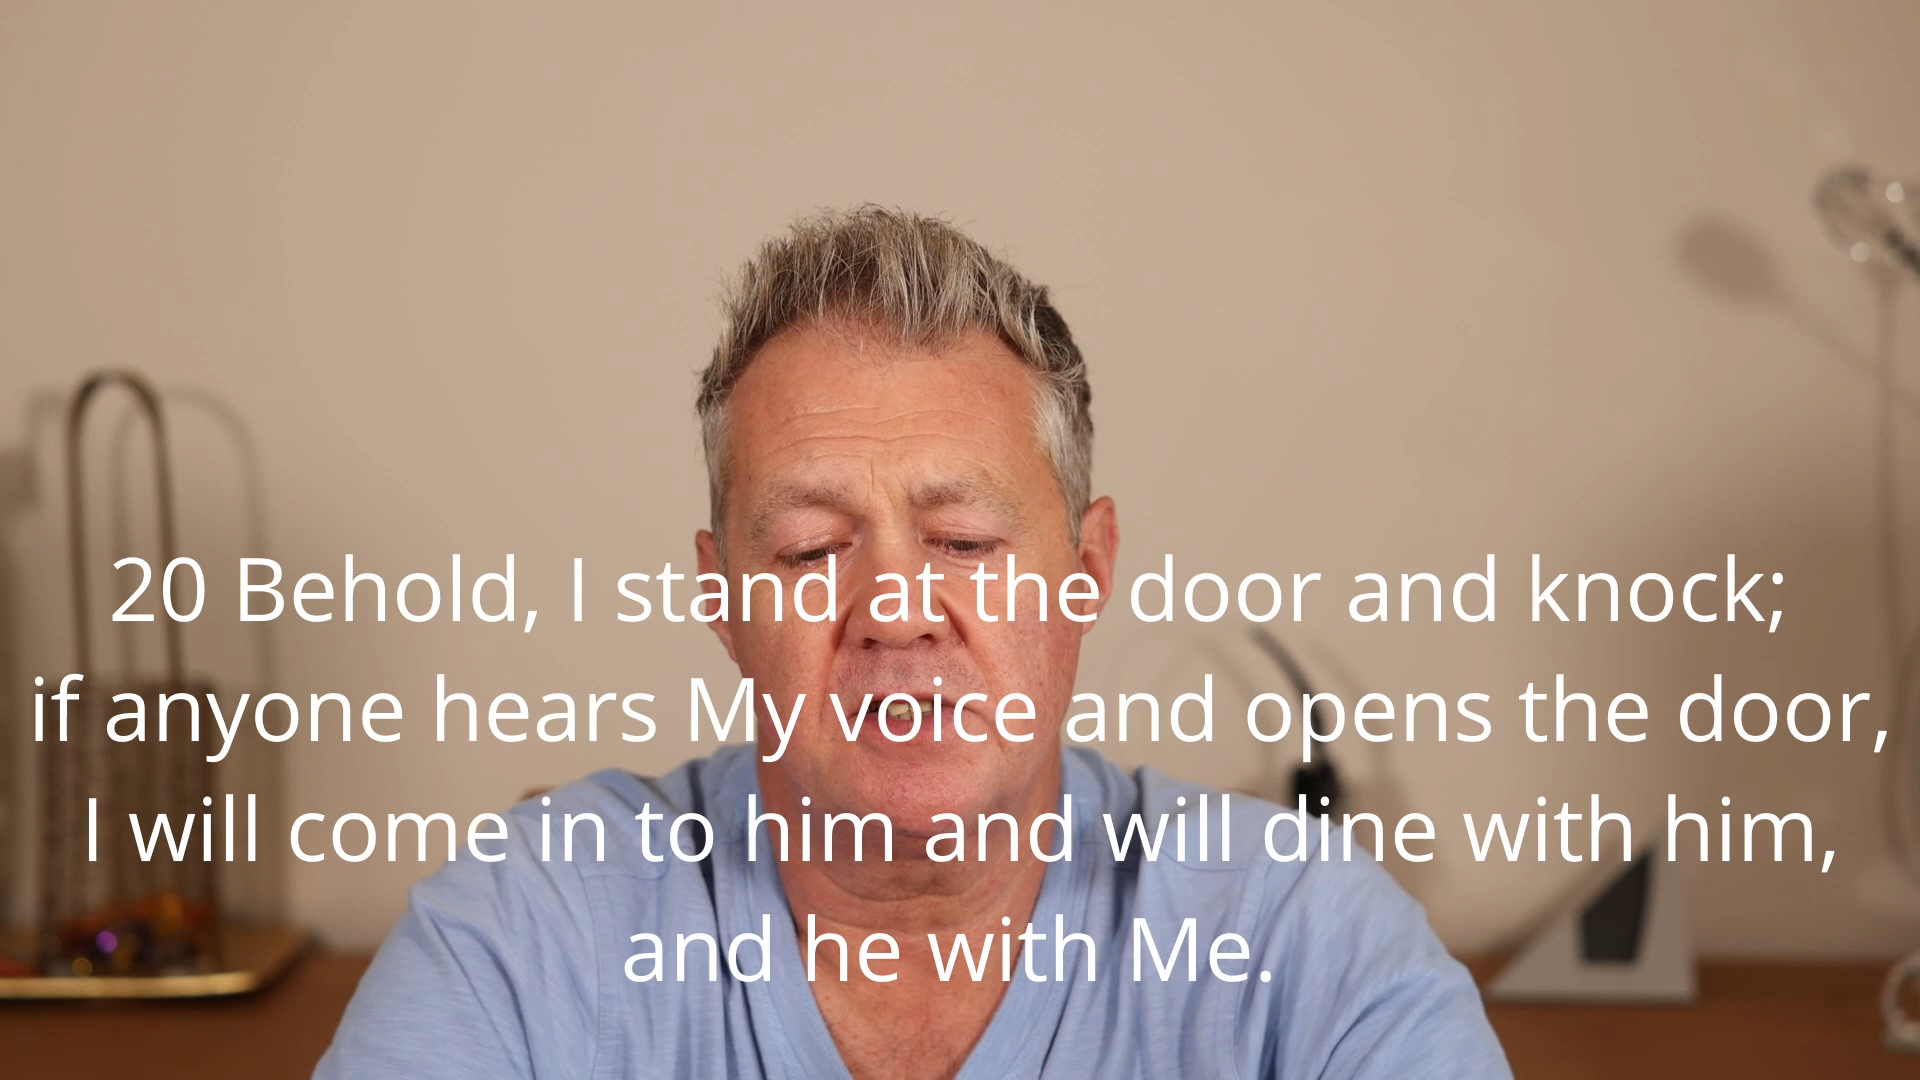 20 Behold, I stand at the door and knock;
if anyone hears My voice and opens the door,
I will come in to him and will dine with him,
and he with Me.